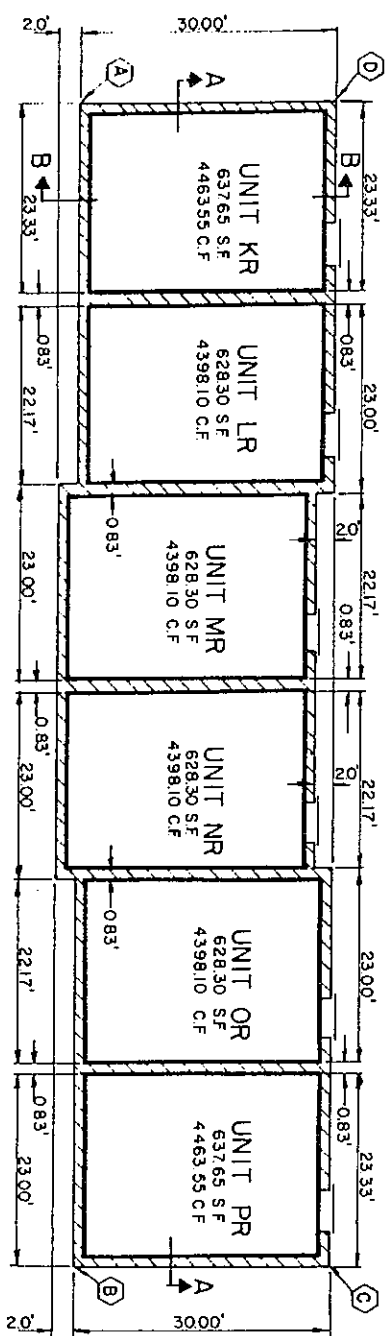 2.0'
30.00'
A
D
A
B
B
23.33'
23.33'
UNIT KR
637.65 S.F.
4463.55 C.F.
0.83'
0.83'
22.17'
23.00'
UNIT LR
628.30 S.F
4398.10 C.F.
0.83'
23.00'
22.17'
2.0'
UNIT MR
628.30 S.F
4398.10 C.F
0.83'
0.83'
23.00'
22.17'
2.0'
UNIT NR
628.30 S.F
4398.10 C.F
0.83'
22.17'
23.00'
UNIT OR
628.30 S.F
4398.10 C.F
0.83'
0.83'
23.00'
23.33'
UNIT PR
637.65 S.F
4463.55 C.F
A
B
C
2.0'
30.00'